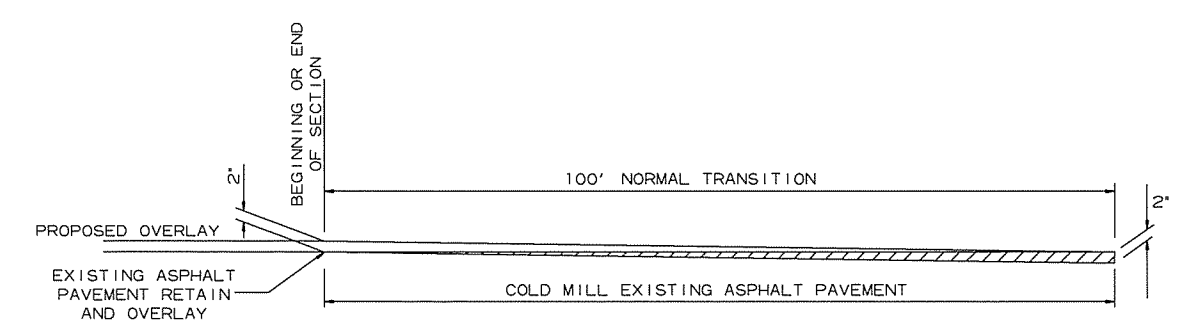 BEGINNING OR END
OF SECTION
2"
100' NORMAL TRANSITION
2"
PROPOSED OVERLAY
EXISTING ASPHALT
PAVEMENT RETAIN
AND OVERLAY
COLD MILL EXISTING ASPHALT PAVEMENT